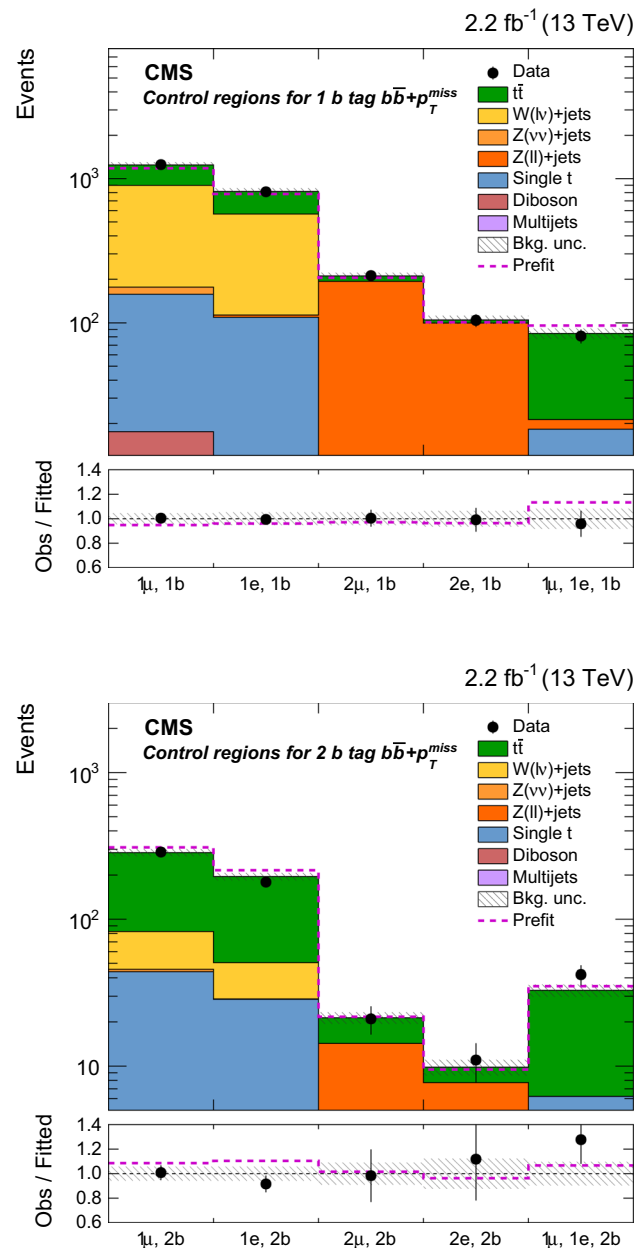 2.2 fb⁻¹ (13 TeV)
Events
CMS
Control regions for 1 b tag bb̅+p_T^miss
Data
tt̅
W(lν)+jets
Z(νν)+jets
Z(ll)+jets
Single t
Diboson
Multijets
Bkg. unc.
Prefit
10³
10²
Obs / Fitted
1.4
1.2
1.0
0.8
0.6
1μ, 1b
1e, 1b
2μ, 1b
2e, 1b
1μ, 1e, 1b
2.2 fb⁻¹ (13 TeV)
Events
CMS
Control regions for 2 b tag bb̅+p_T^miss
Data
tt̅
W(lν)+jets
Z(νν)+jets
Z(ll)+jets
Single t
Diboson
Multijets
Bkg. unc.
Prefit
10³
10²
10
Obs / Fitted
1.4
1.2
1.0
0.8
0.6
1μ, 2b
1e, 2b
2μ, 2b
2e, 2b
1μ, 1e, 2b